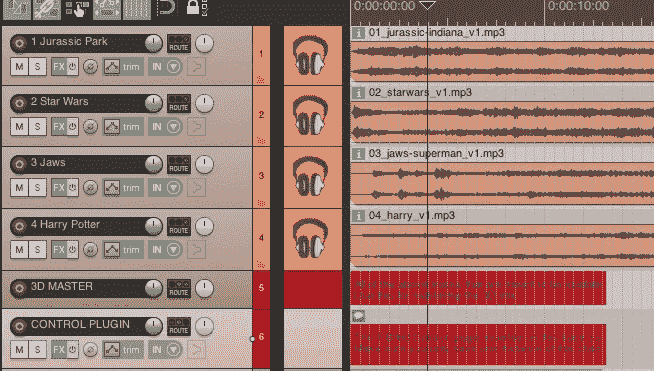 0:00:00:00 0:00:10:00
1 Jurassic Park ROUTE 1 i 01_jurassic-indiana_v1.mp3
M S FX trim IN
2 Star Wars ROUTE 2 i 02_starwars_v1.mp3
M S FX trim IN
3 Jaws ROUTE 3 i 03_jaws-superman_v1.mp3
M S FX trim IN
4 Harry Potter ROUTE 4 i 04_harry_v1.mp3
M S FX trim IN
3D MASTER ROUTE 5
CONTROL PLUGIN ROUTE 6
M S FX trim IN